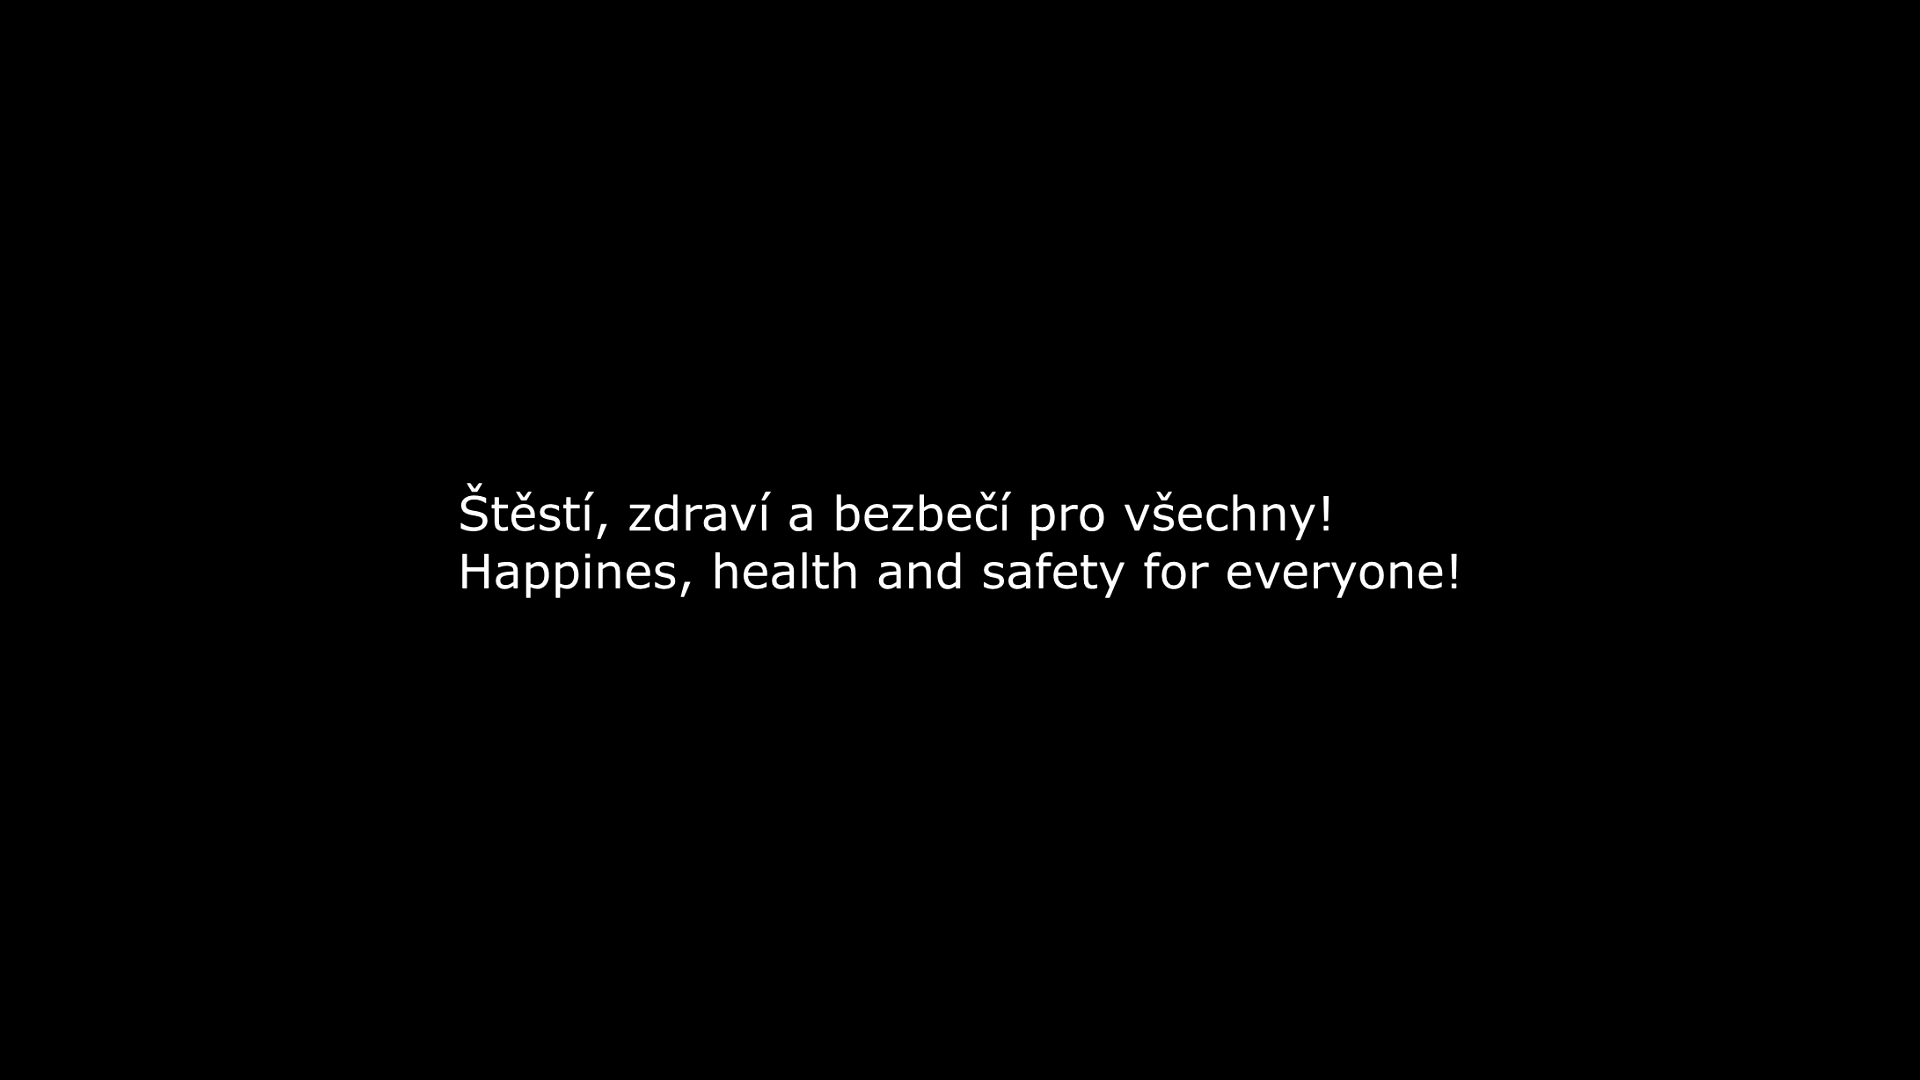 Štěstí, zdraví a bezbečí pro všechny!
Happines, health and safety for everyone!